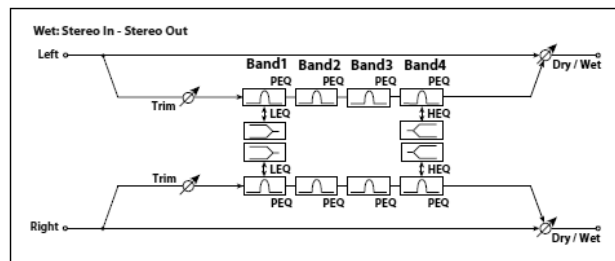 Wet: Stereo In - Stereo Out
Left
Band1 Band2 Band3 Band4
Dry / Wet
PEQ PEQ PEQ PEQ
Trim
LEQ HEQ
LEQ HEQ
Trim
PEQ PEQ PEQ PEQ
Right
Dry / Wet